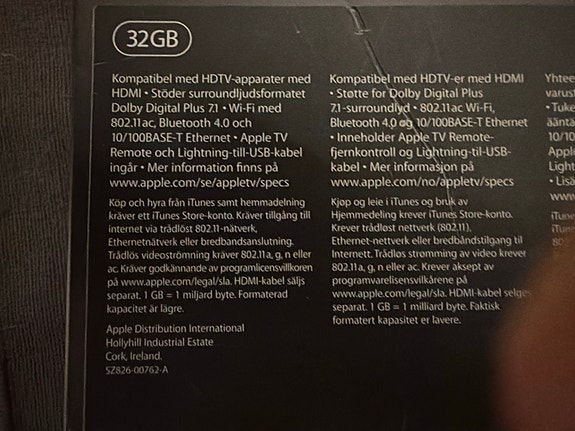 32GB
Kompatibel med HDTV-apparater med
HDMI • Stöder surroundljudsformatet
Dolby Digital Plus 7.1 • Wi-Fi med
802.11ac, Bluetooth 4.0 och
10/100BASE-T Ethernet • Apple TV
Remote och Lightning-till-USB-kabel
ingår • Mer information finns på
www.apple.com/se/appletv/specs
Köp och hyra från iTunes samt hemmadelning
kräver ett iTunes Store-konto. Kräver tillgång till
internet via trådlöst 802.11-nätverk,
Ethernetnätverk eller bredbandsanslutning.
Trådlös videoströmning kräver 802.11a, g, n eller
ac. Kräver godkännande av programlicensvillkoren
på www.apple.com/legal/sla. HDMI-kabel säljs
separat. 1 GB = 1 miljard byte. Formaterad
kapacitet är lägre.
Apple Distribution International
Hollyhill Industrial Estate
Cork, Ireland.
SZ826-00762-A
Kompatibel med HDTV-er med HDMI
• Støtte for Dolby Digital Plus
7.1-surroundlyd • 802.11ac Wi-Fi,
Bluetooth 4.0 og 10/100BASE-T Ethernet
• Inneholder Apple TV Remote-
fjernkontroll og Lightning-til-USB-
kabel • Mer informasjon på
www.apple.com/no/appletv/specs
Kjøp og leie i iTunes og bruk av
Hjemmedeling krever iTunes Store-konto.
Krever trådløst nettverk (802.11),
Ethernet-nettverk eller bredbåndstilgang til
Internett. Trådløs strømming av video krever
802.11a, g, n eller ac. Krever aksept av
programvarelisensvilkårene på
www.apple.com/legal/sla. HDMI-kabel selges
separat. 1 GB = 1 milliard byte. Faktisk
formatert kapasitet er lavere.
Yhtee
varust
• Tuke
ääntä
Apple
Light
• Lisä
www
iTune
iTune